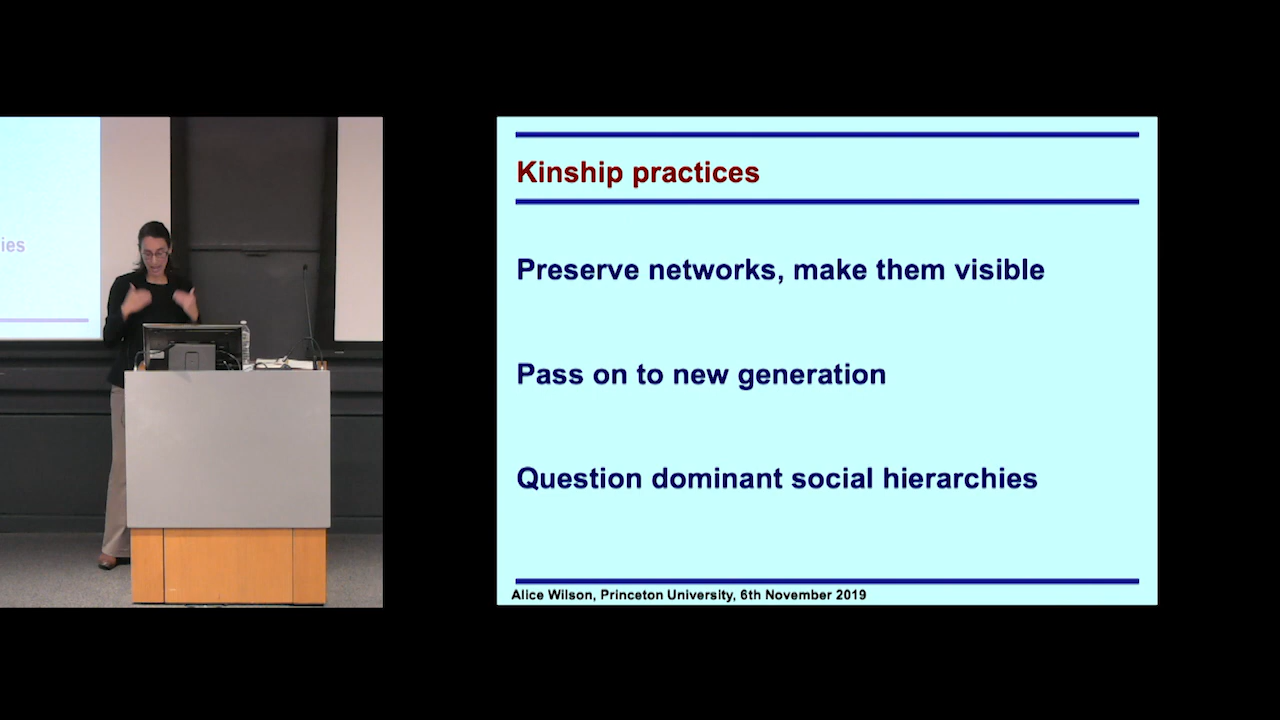 ies
Kinship practices
Preserve networks, make them visible
Pass on to new generation
Question dominant social hierarchies
Alice Wilson, Princeton University, 6th November 2019